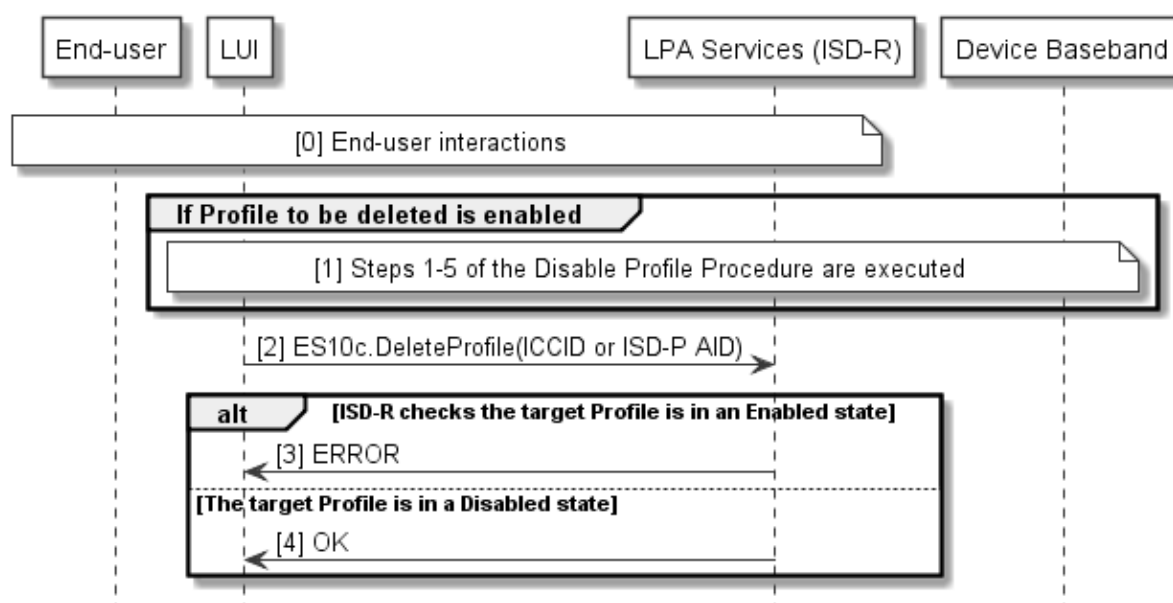 End-user
LUI
LPA Services (ISD-R)
Device Baseband
[0] End-user interactions
If Profile to be deleted is enabled
[1] Steps 1-5 of the Disable Profile Procedure are executed
[2] ES10c.DeleteProfile(ICCID or ISD-P AID)
alt [ISD-R checks the target Profile is in an Enabled state]
[3] ERROR
[The target Profile is in a Disabled state]
[4] OK